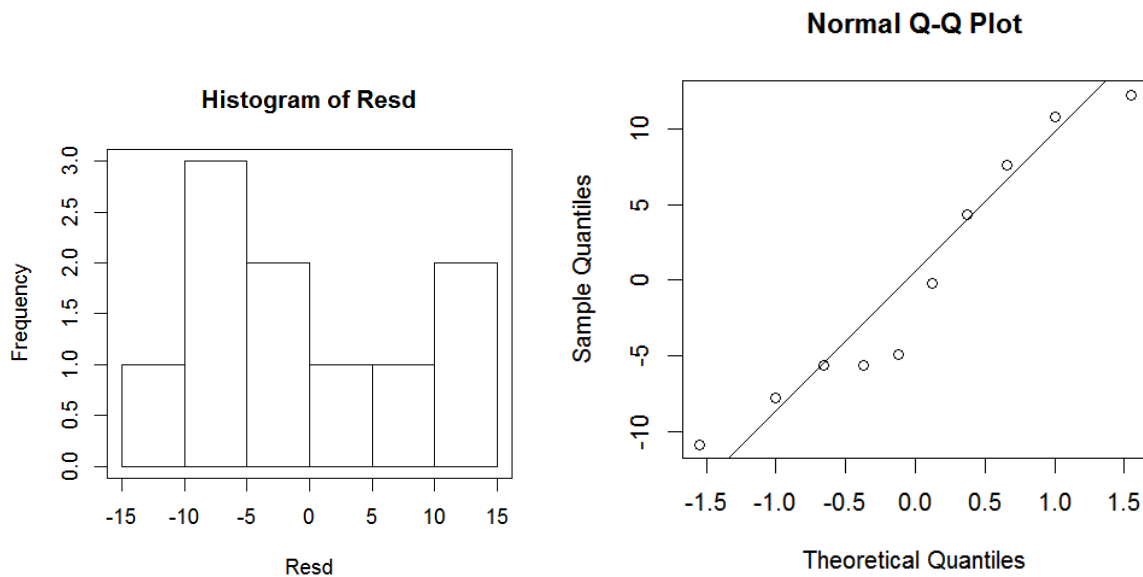 Histogram of Resd
Frequency
3.0
2.5
2.0
1.5
1.0
0.5
0.0
-15 -10 -5 0 5 10 15
Resd
Normal Q-Q Plot
Sample Quantiles
10
5
0
-5
-10
-1.5 -1.0 -0.5 0.0 0.5 1.0 1.5
Theoretical Quantiles